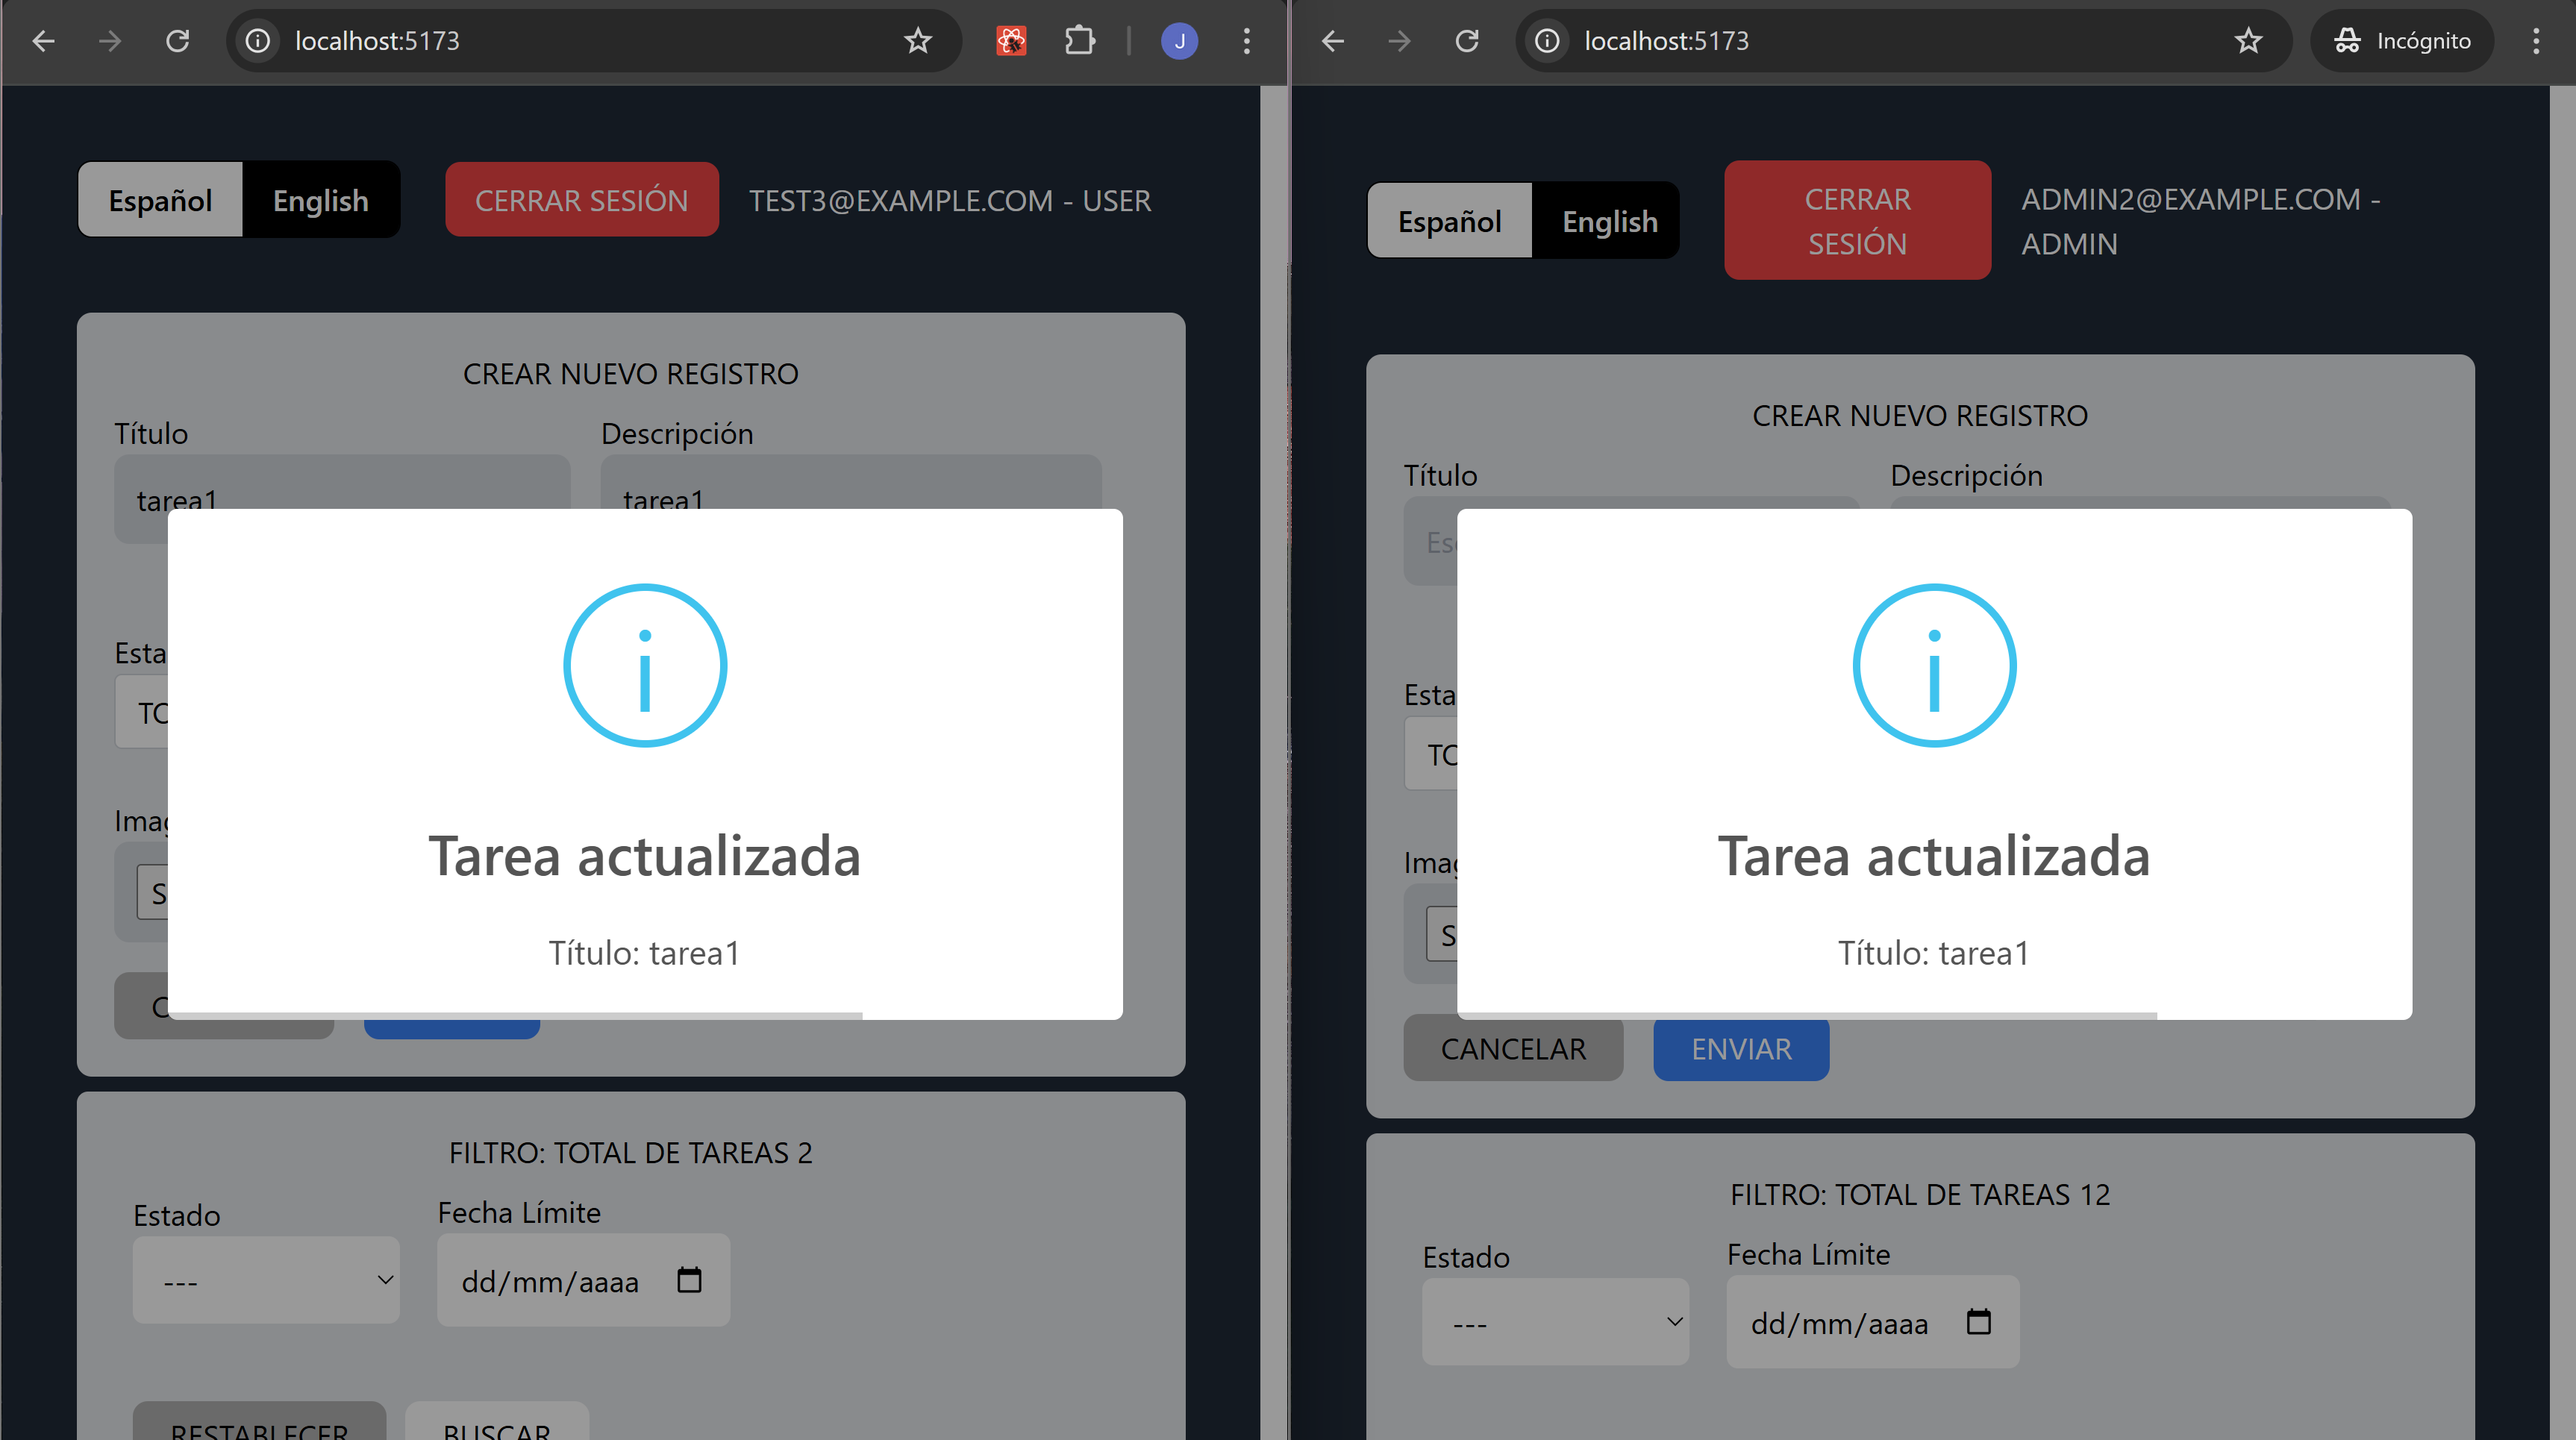 localhost:5173
J
Español
English
CERRAR SESIÓN
TEST3@EXAMPLE.COM - USER
CREAR NUEVO REGISTRO
Título
Descripción
tarea1
tarea1
Esta
TO
Imag
S
C
Tarea actualizada
Título: tarea1
FILTRO: TOTAL DE TAREAS 2
Estado
Fecha Límite
---
dd/mm/aaaa
RESTABLECER
BUSCAR
localhost:5173
Incógnito
Español
English
CERRAR
SESIÓN
ADMIN2@EXAMPLE.COM -
ADMIN
CREAR NUEVO REGISTRO
Título
Descripción
Es
Esta
TO
Imag
S
Tarea actualizada
Título: tarea1
CANCELAR
ENVIAR
FILTRO: TOTAL DE TAREAS 12
Estado
Fecha Límite
---
dd/mm/aaaa